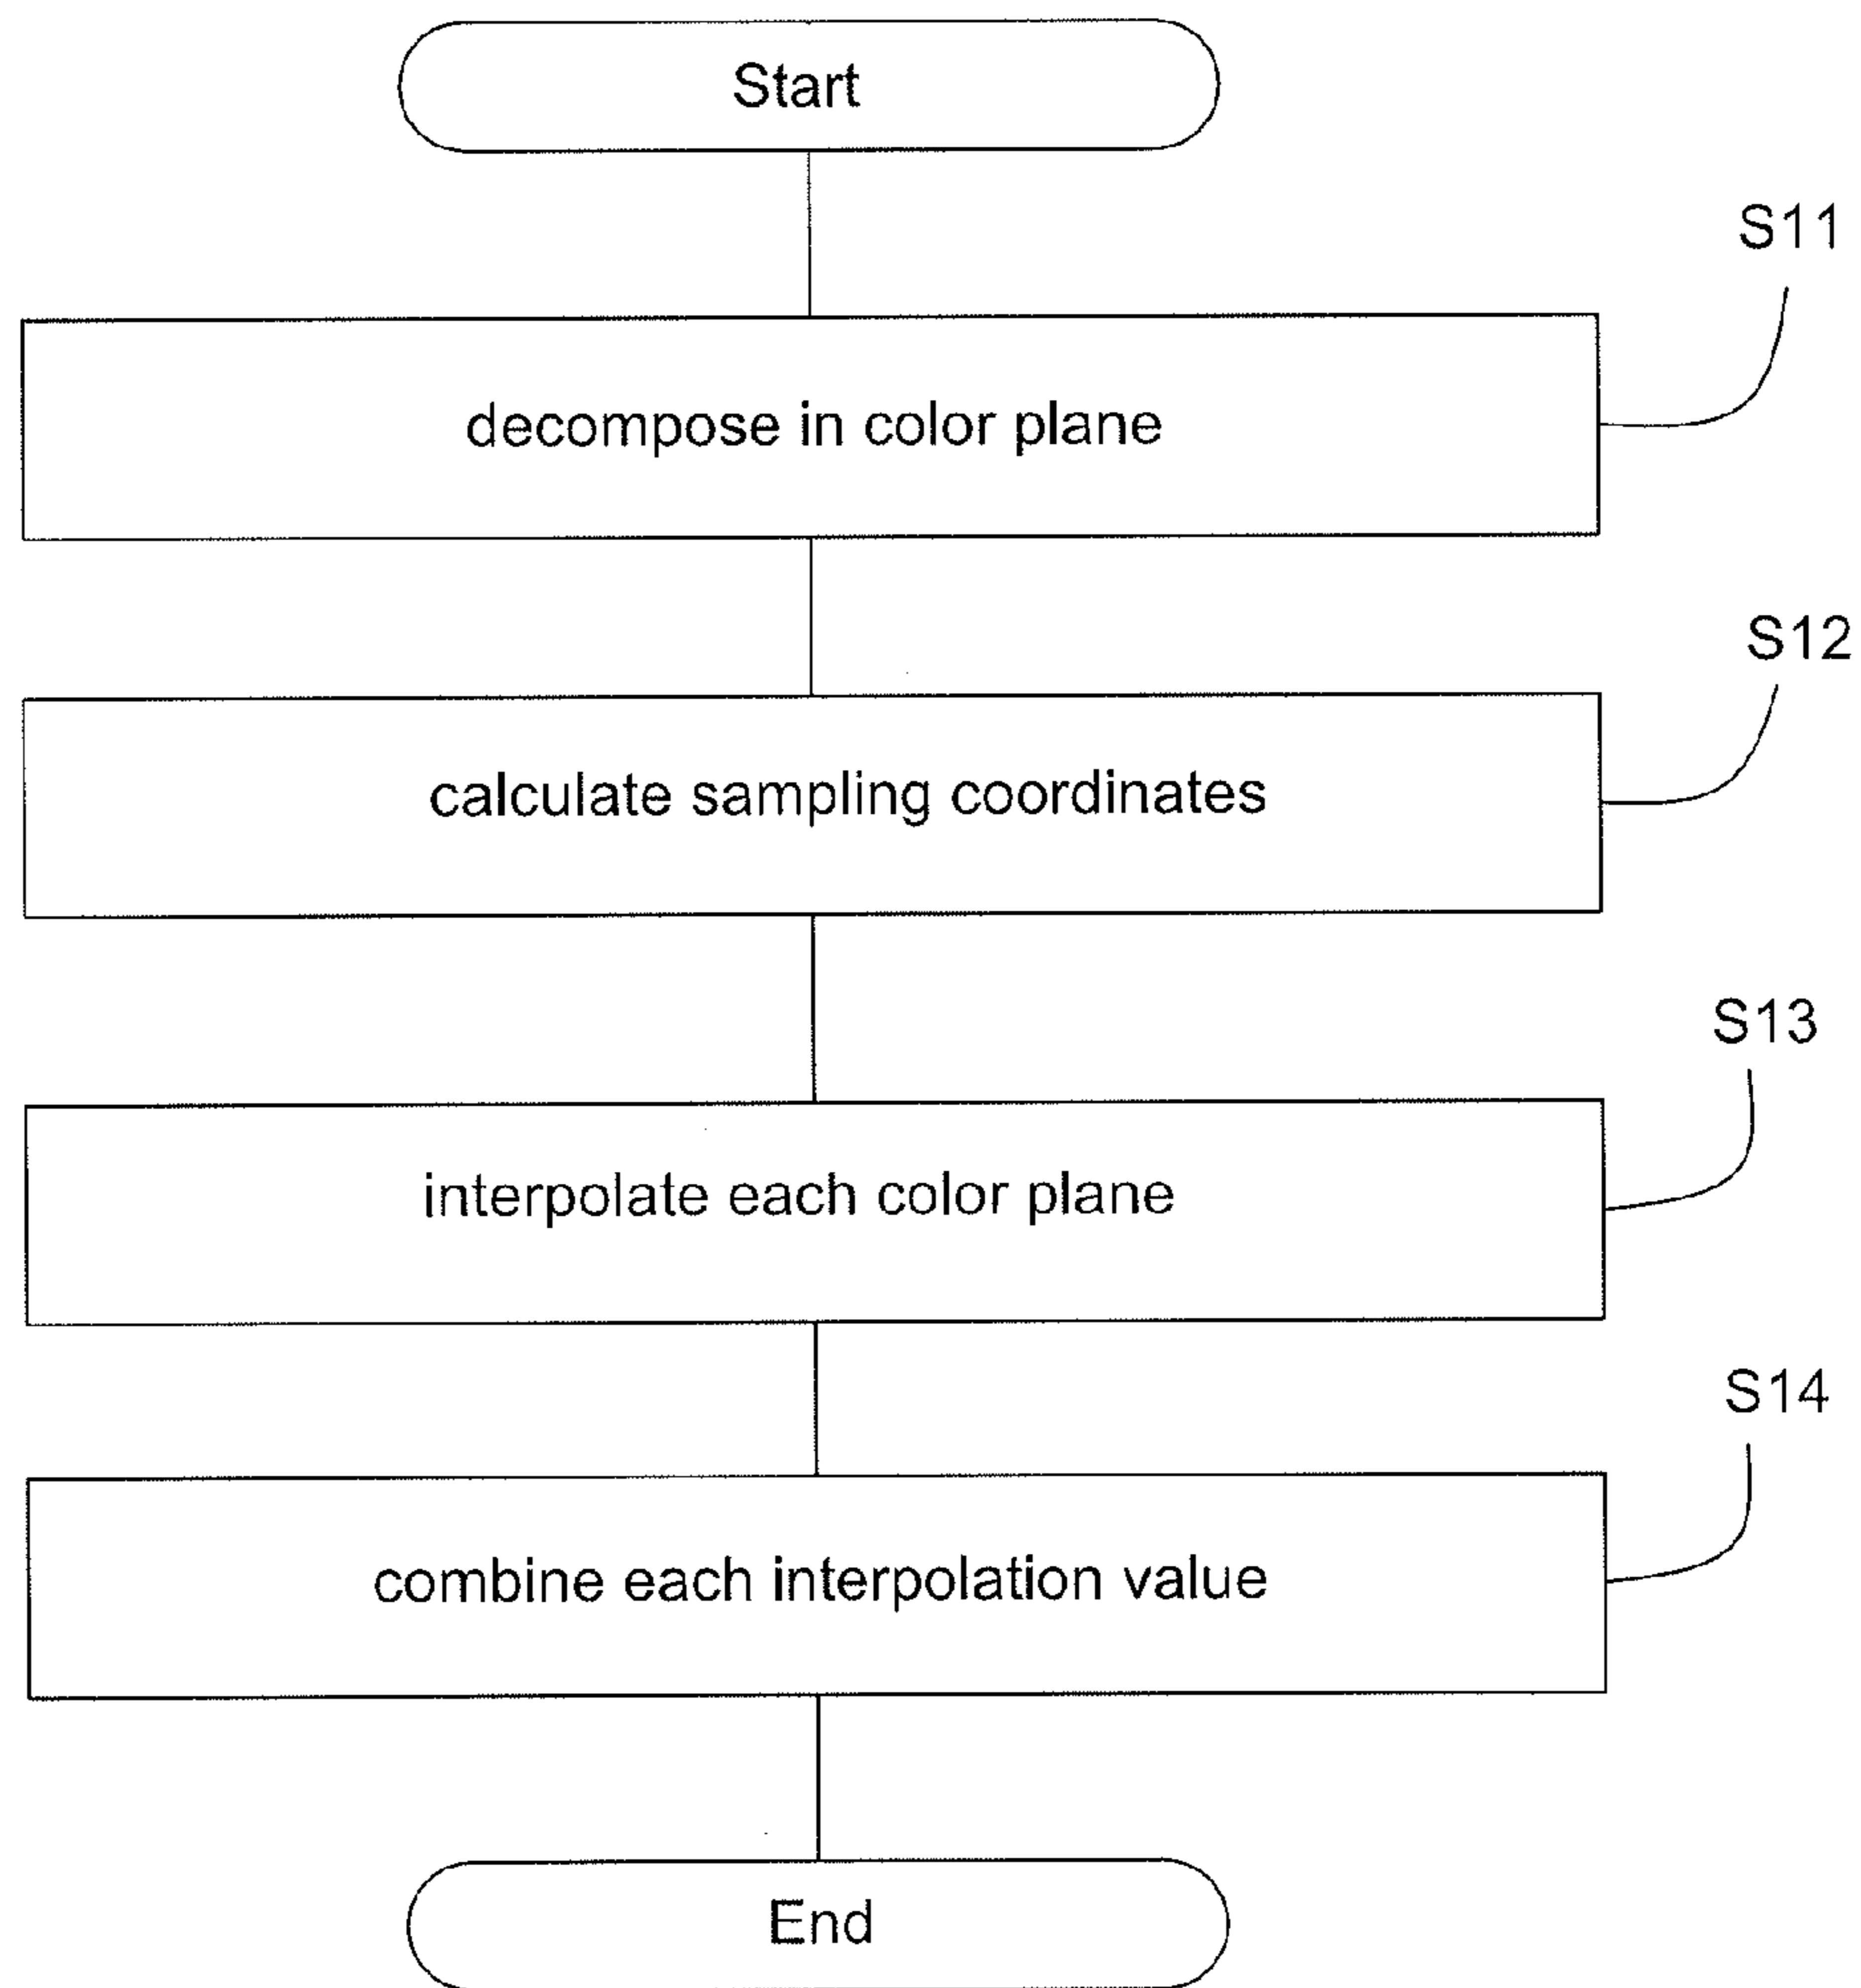 Start
S11
decompose in color plane
S12
calculate sampling coordinates
S13
interpolate each color plane
S14
combine each interpolation value
End